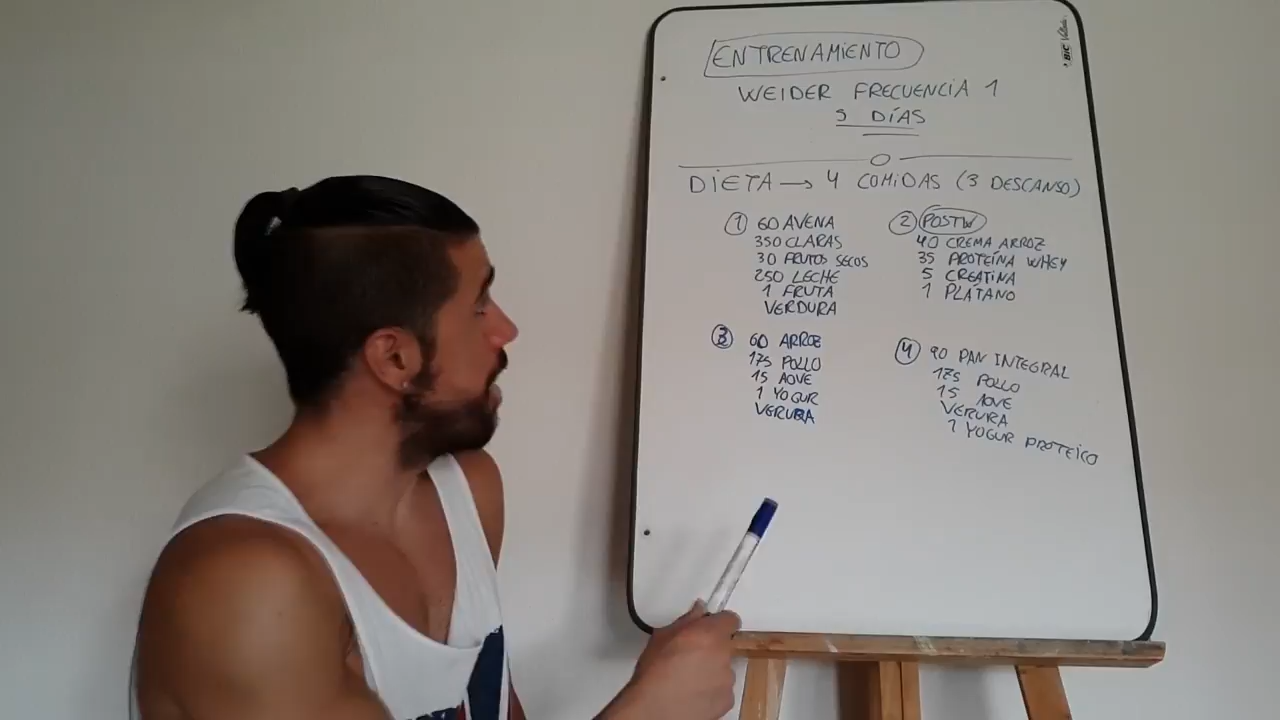 ENTRENAMIENTO
WEIDER FRECUENCIA 1
5 DÍAS
DIETA → 4 COMIDAS (3 DESCANSO)
1 60 AVENA
350 CLARAS
30 FRUTOS SECOS
250 LECHE
1 FRUTA
VERDURA
2 POSTW
40 CREMA ARROZ
35 PROTEÍNA WHEY
5 CREATINA
1 PLÁTANO
3 60 ARROZ
175 POLLO
15 AOVE
1 YOGUR
VERURA
4 90 PAN INTEGRAL
175 POLLO
15 AOVE
VERURA
1 YOGUR PROTEICO
BIC Velleda